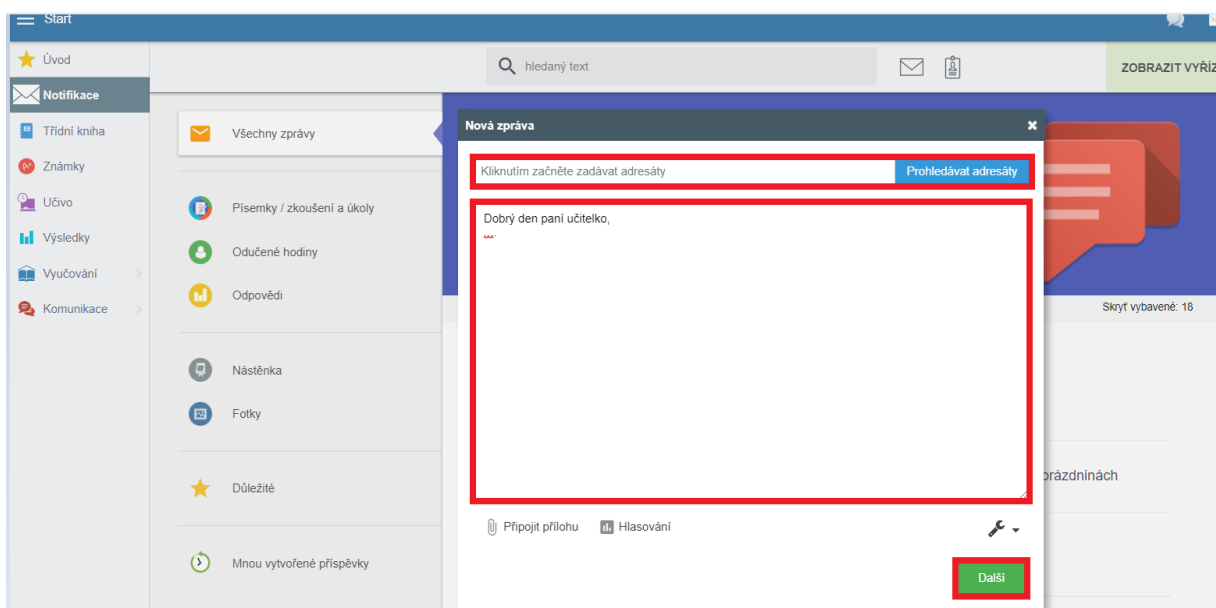 Start
Úvod
hledaný text
ZOBRAZIT VYŘÍZ
Notifikace
Třídní kniha
Známky
Učivo
Výsledky
Vyučování
Komunikace
Všechny zprávy
Písemky / zkoušení a úkoly
Odučené hodiny
Odpovědi
Nástěnka
Fotky
Důležité
Mnou vytvořené příspěvky
Nová zpráva
Kliknutím začněte zadávat adresáty
Prohledávat adresáty
Dobrý den paní učitelko,
...
Připojit přílohu
Hlasování
Další
Skryť vybavené: 18
prázdninách